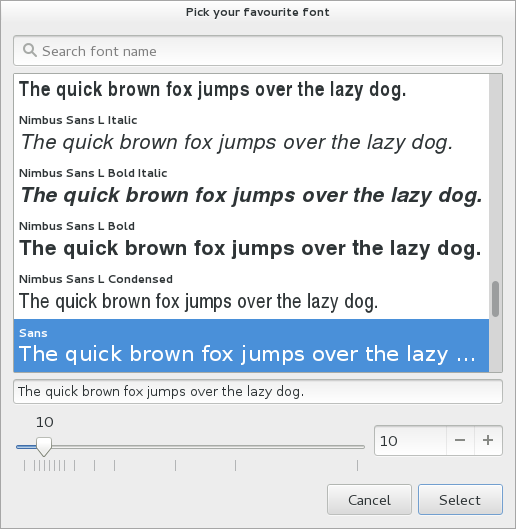 Pick your favourite font
Search font name
The quick brown fox jumps over the lazy dog.
Nimbus Sans L Italic
The quick brown fox jumps over the lazy dog.
Nimbus Sans L Bold Italic
The quick brown fox jumps over the lazy dog.
Nimbus Sans L Bold
The quick brown fox jumps over the lazy dog.
Nimbus Sans L Condensed
The quick brown fox jumps over the lazy dog.
Sans
The quick brown fox jumps over the lazy ...
The quick brown fox jumps over the lazy dog.
10
10 − +
Cancel Select